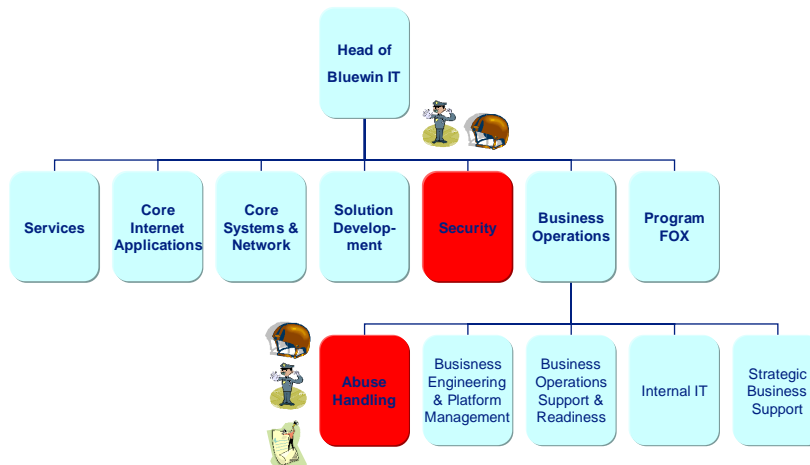 Head of
Bluewin IT
Services
Core
Internet
Applications
Core
Systems &
Network
Solution
Develop-
ment
Security
Business
Operations
Program
FOX
Abuse
Handling
Busisness
Engineering
& Platform
Management
Business
Operations
Support &
Readiness
Internal IT
Strategic
Business
Support